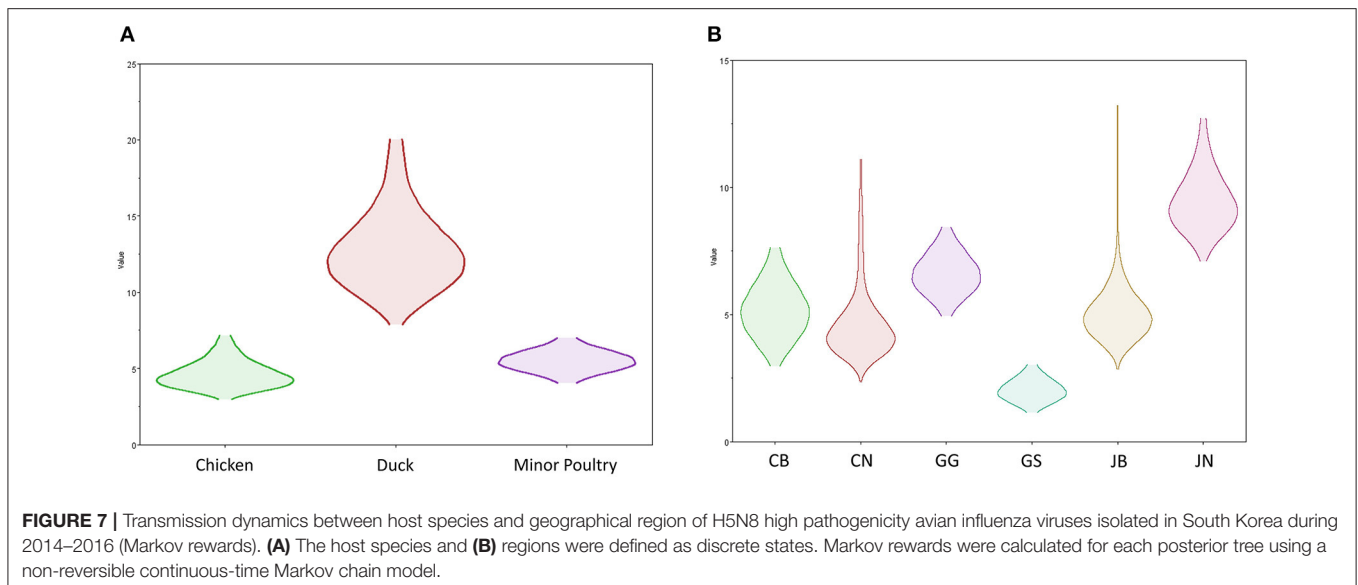 A
25
20
15
10
5
0
Value
Chicken Duck Minor Poultry
B
15
10
5
0
Value
CB CN GG GS JB JN
FIGURE 7 | Transmission dynamics between host species and geographical region of H5N8 high pathogenicity avian influenza viruses isolated in South Korea during
2014–2016 (Markov rewards). (A) The host species and (B) regions were defined as discrete states. Markov rewards were calculated for each posterior tree using a
non-reversible continuous-time Markov chain model.